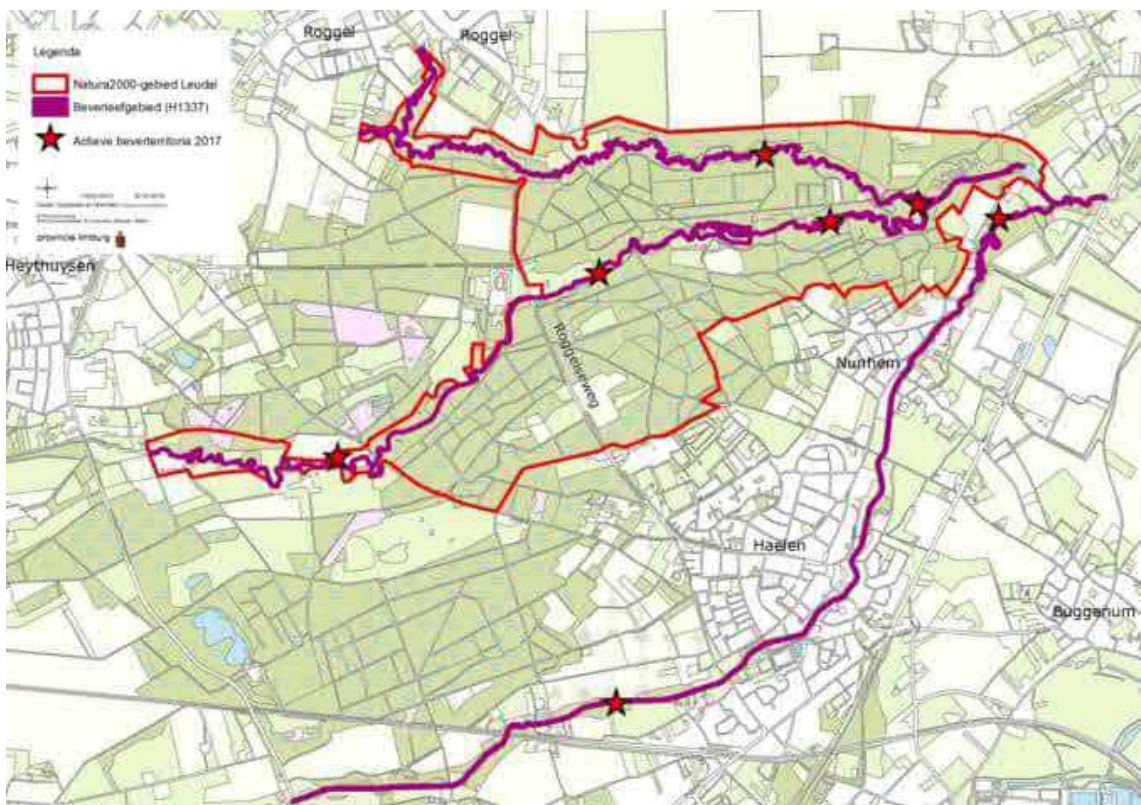 Roggel
Roggel
Legenda
Natura2000-gebied Leudal
Beverleefgebied (H1337)
Actieve beverterritoria 2017
provincie limburg
Heythuysen
Roggelseweg
Nunhem
Haelen
Buggenum